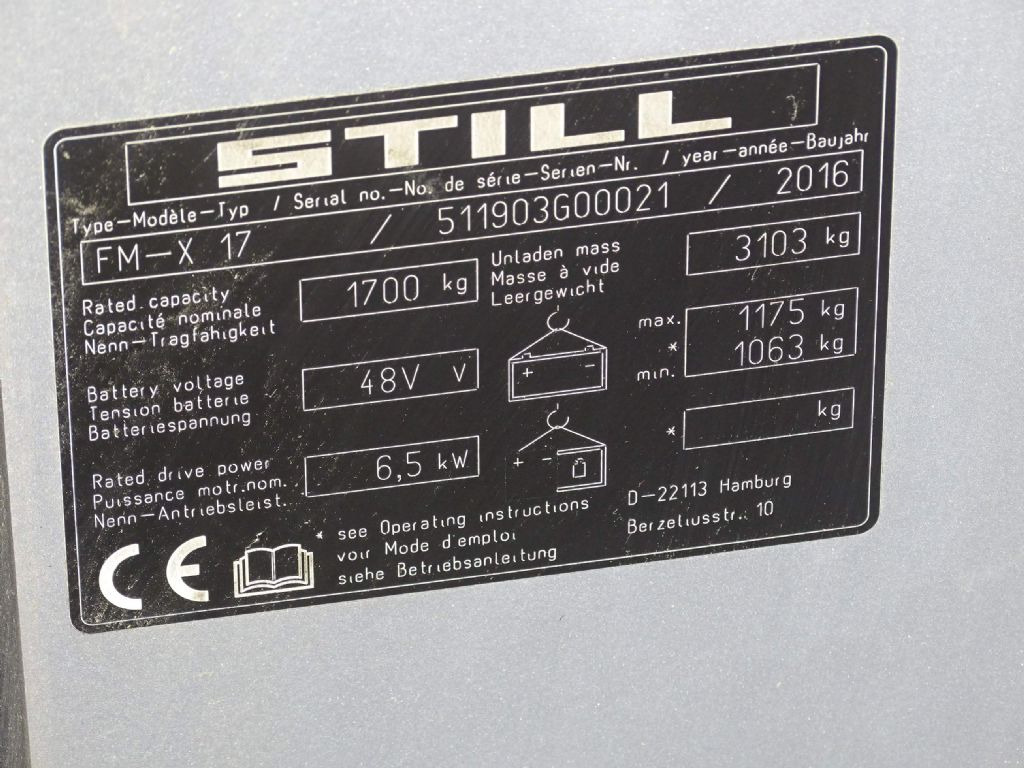 STILL
Type-Modèle-Typ / Serial no.-No. de série-Serien-Nr. / year-année-Baujahr
FM-X 17 / 511903G00021 / 2016
Rated capacity
Capacité nominale
Nenn-Tragfähigkeit
1700 kg
Unladen mass
Masse à vide
Leergewicht
3103 kg
Battery voltage
Tension batterie
Batteriespannung
48V V
+ -
max. 1175 kg
*
min. 1063 kg
Rated drive power
Puissance motr.nom.
Nenn-Antriebsleist.
6,5 kW
+ -
* kg
CE
* see Operating instructions
voir Mode d'emploi
siehe Betriebsanleitung
D-22113 Hamburg
Berzeliusstr. 10